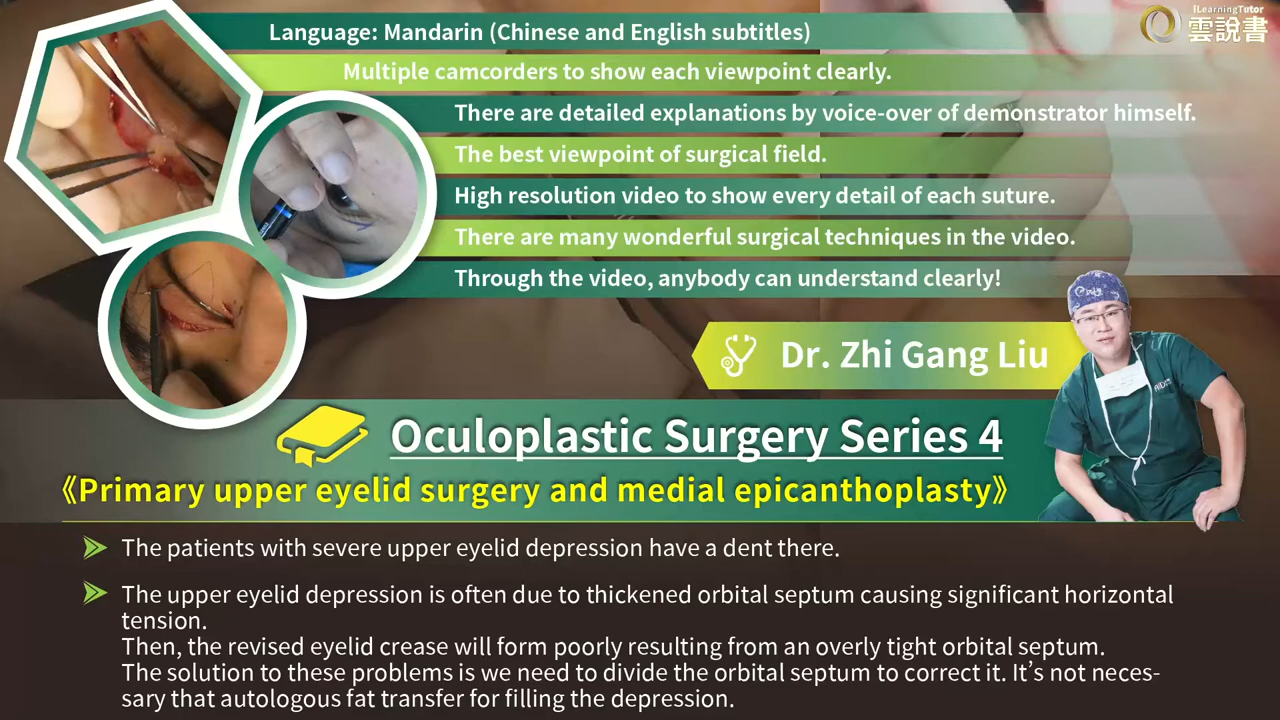 iLearningTutor
雲說書
Language: Mandarin (Chinese and English subtitles)
Multiple camcorders to show each viewpoint clearly.
There are detailed explanations by voice-over of demonstrator himself.
The best viewpoint of surgical field.
High resolution video to show every detail of each suture.
There are many wonderful surgical techniques in the video.
Through the video, anybody can understand clearly!
Dr. Zhi Gang Liu
Oculoplastic Surgery Series 4
《Primary upper eyelid surgery and medial epicanthoplasty》
The patients with severe upper eyelid depression have a dent there.
The upper eyelid depression is often due to thickened orbital septum causing significant horizontal
tension.
Then, the revised eyelid crease will form poorly resulting from an overly tight orbital septum.
The solution to these problems is we need to divide the orbital septum to correct it. It's not neces-
sary that autologous fat transfer for filling the depression.